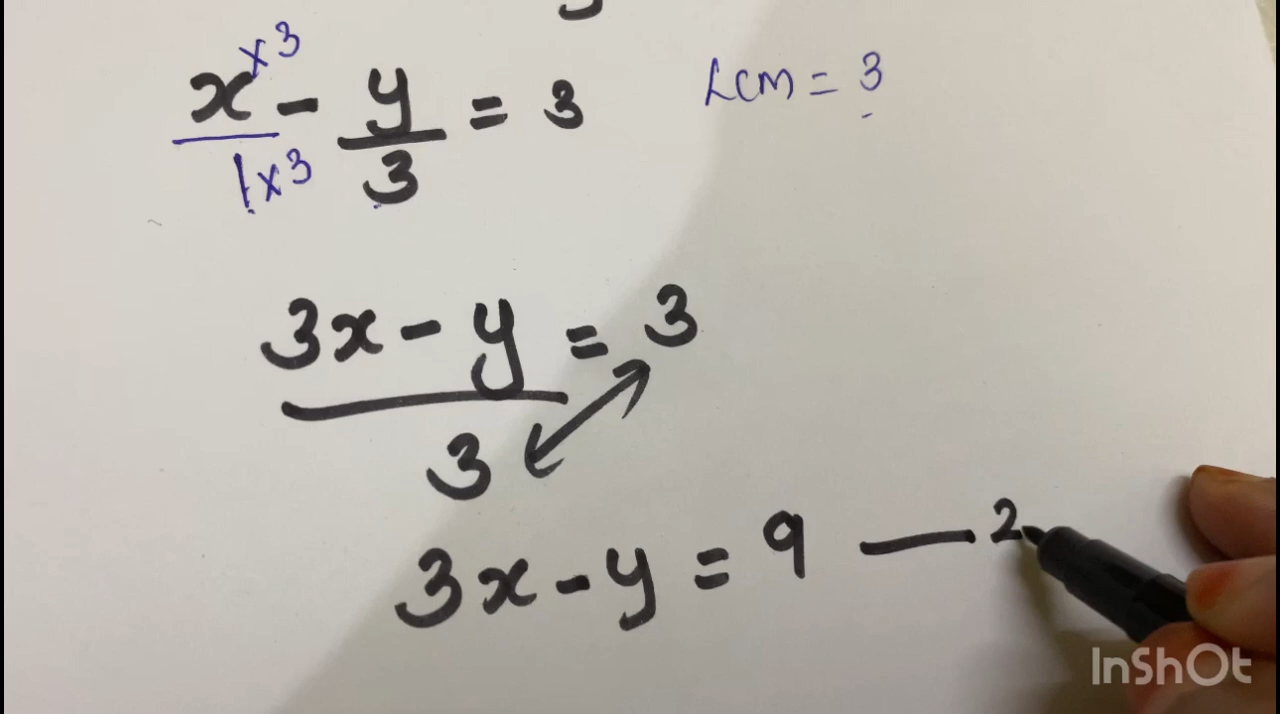 x^{×3}/1×3 - y/3 = 3 LCM = 3
3x - y/3 = 3
3x - y = 9 — 2
InShOt